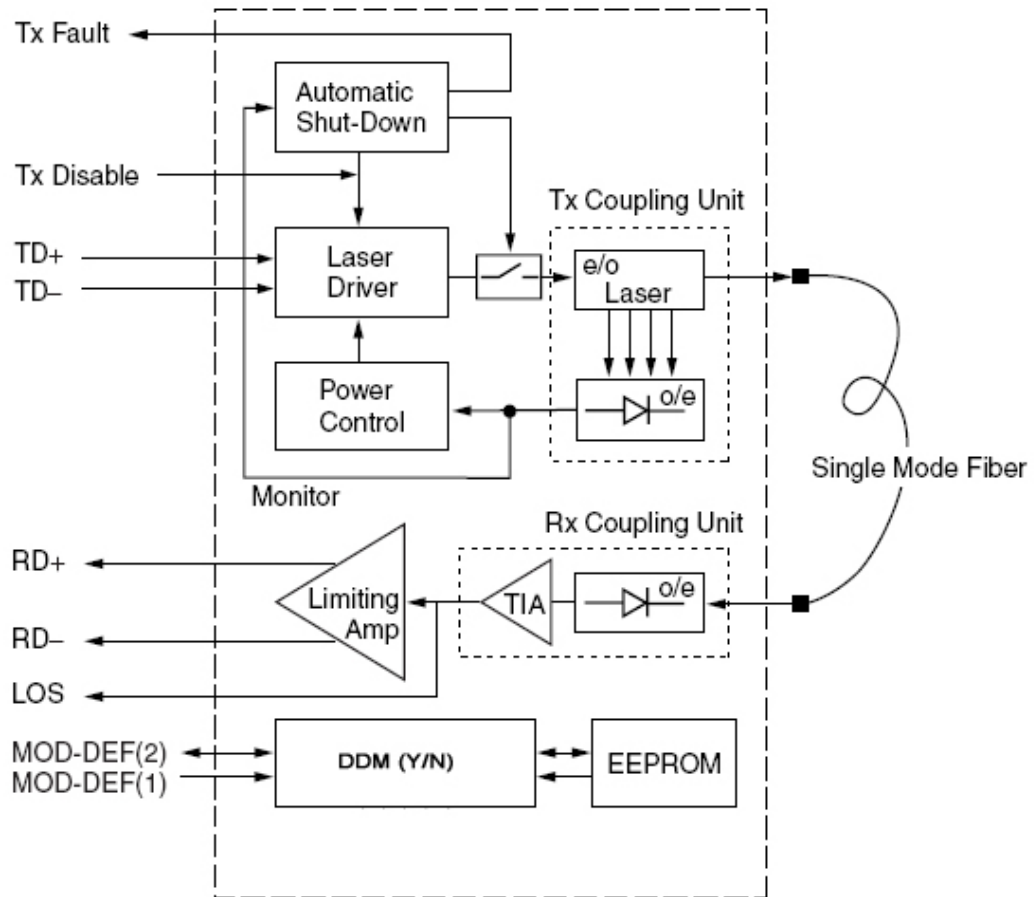 Tx Fault
Automatic
Shut-Down
Tx Disable
Tx Coupling Unit
TD+
TD–
Laser
Driver
e/o
Laser
Power
Control
o/e
Single Mode Fiber
Monitor
Rx Coupling Unit
RD+
RD–
Limiting
Amp
TIA
o/e
LOS
MOD-DEF(2)
MOD-DEF(1)
DDM (Y/N)
EEPROM